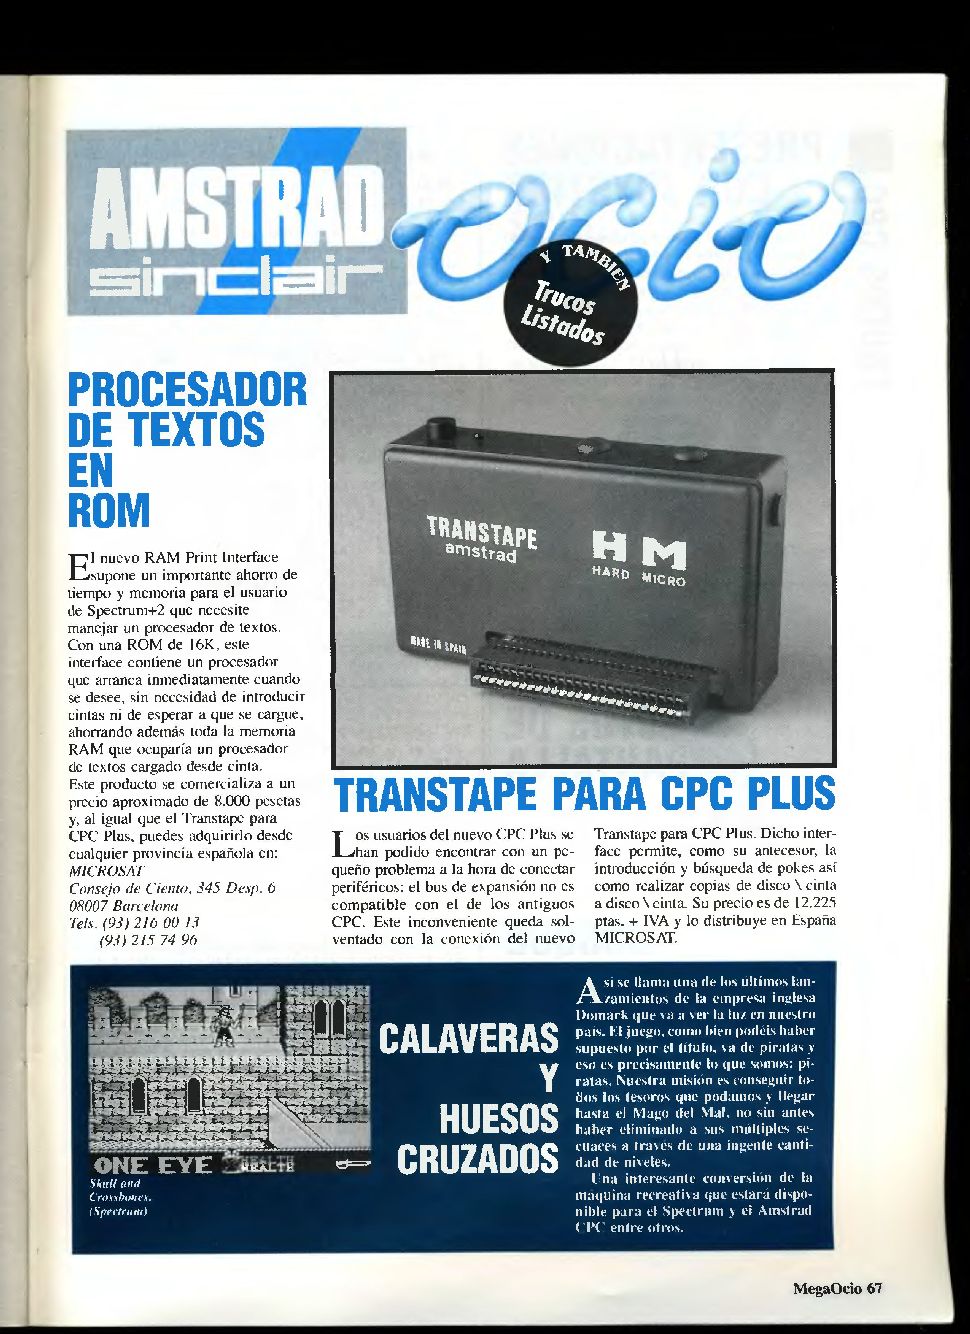 AMSTRAD
sinclair
ocio
Y TAMBIEN
Trucos
Listados
PROCESADOR
DE TEXTOS
EN
ROM
El nuevo RAM Print Interface
supone un importante ahorro de
tiempo y memoria para el usuario
de Spectrum+2 que necesite
manejar un procesador de textos.
Con una ROM de 16K, este
interface contiene un procesador
que arranca inmediatamente cuando
se desee, sin necesidad de introducir
cintas ni de esperar a que se cargue,
ahorrando además toda la memoria
RAM que ocuparía un procesador
de textos cargado desde cinta.
Este producto se comercializa a un
precio aproximado de 8.000 pesetas
y, al igual que el Transtape para
CPC Plus, puedes adquirirlo desde
cualquier provincia española en:
MICROSAT
Consejo de Ciento, 345 Desp. 6
08007 Barcelona
Tels. (93) 216 00 13
(93) 215 74 96
TRANSTAPE
amstrad
HM
HARD MICRO
MADE IN SPAIN
TRANSTAPE PARA CPC PLUS
Los usuarios del nuevo CPC Plus se
han podido encontrar con un pe-
queño problema a la hora de conectar
periféricos: el bus de expansión no es
compatible con el de los antiguos
CPC. Este inconveniente queda sol-
ventado con la conexión del nuevo
Transtape para CPC Plus. Dicho inter-
face permite, como su antecesor, la
introducción y búsqueda de pokes así
como realizar copias de disco \ cinta
a disco \ cinta. Su precio es de 12.225
ptas. + IVA y lo distribuye en España
MICROSAT.
ONE EYE HEALTH
Skull and
Crossbones.
(Spectrum)
CALAVERAS
Y
HUESOS
CRUZADOS
Asi se llama una de los ultimos lan-
zamientos de la empresa inglesa
Domark que va a ver la luz en nuestro
país. El juego, como bien podéis haber
supuesto por el título, va de piratas y
eso es precisamente lo que somos: pi-
ratas. Nuestra misión es conseguir to-
dos los tesoros que podamos y llegar
hasta el Mago del Mal, no sin antes
haber eliminado a sus multiples se-
cuaces a través de una ingente canti-
dad de niveles.
Una interesante conversión de la
máquina recreativa que estará dispo-
nible para el Spectrum y el Amstrad
CPC entre otros.
MegaOcio 67